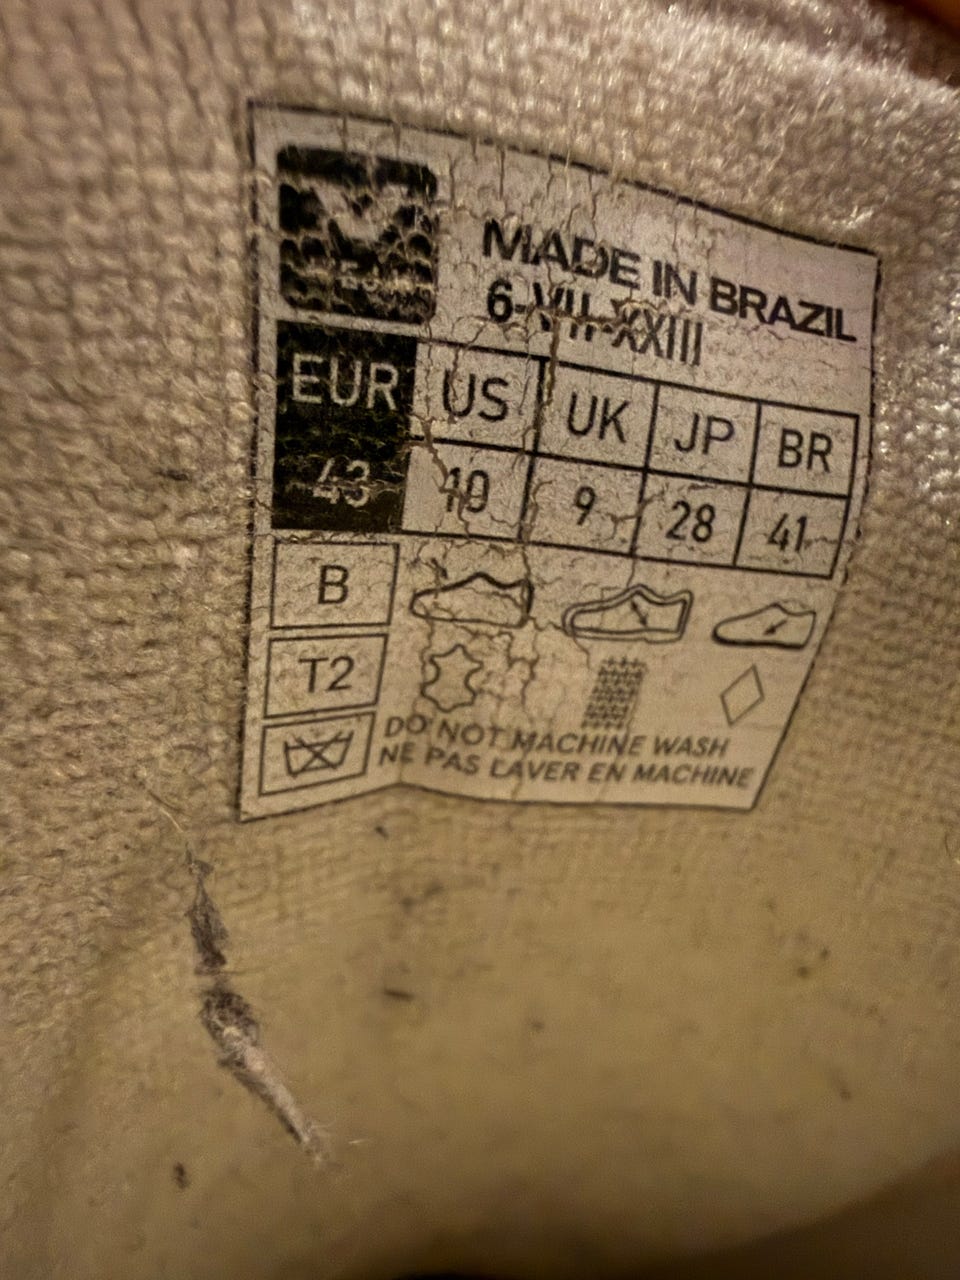 MADE IN BRAZIL
6-VII-XXIII
EUR US UK JP BR
43 10 9 28 41
B
T2
DO NOT MACHINE WASH
NE PAS LAVER EN MACHINE